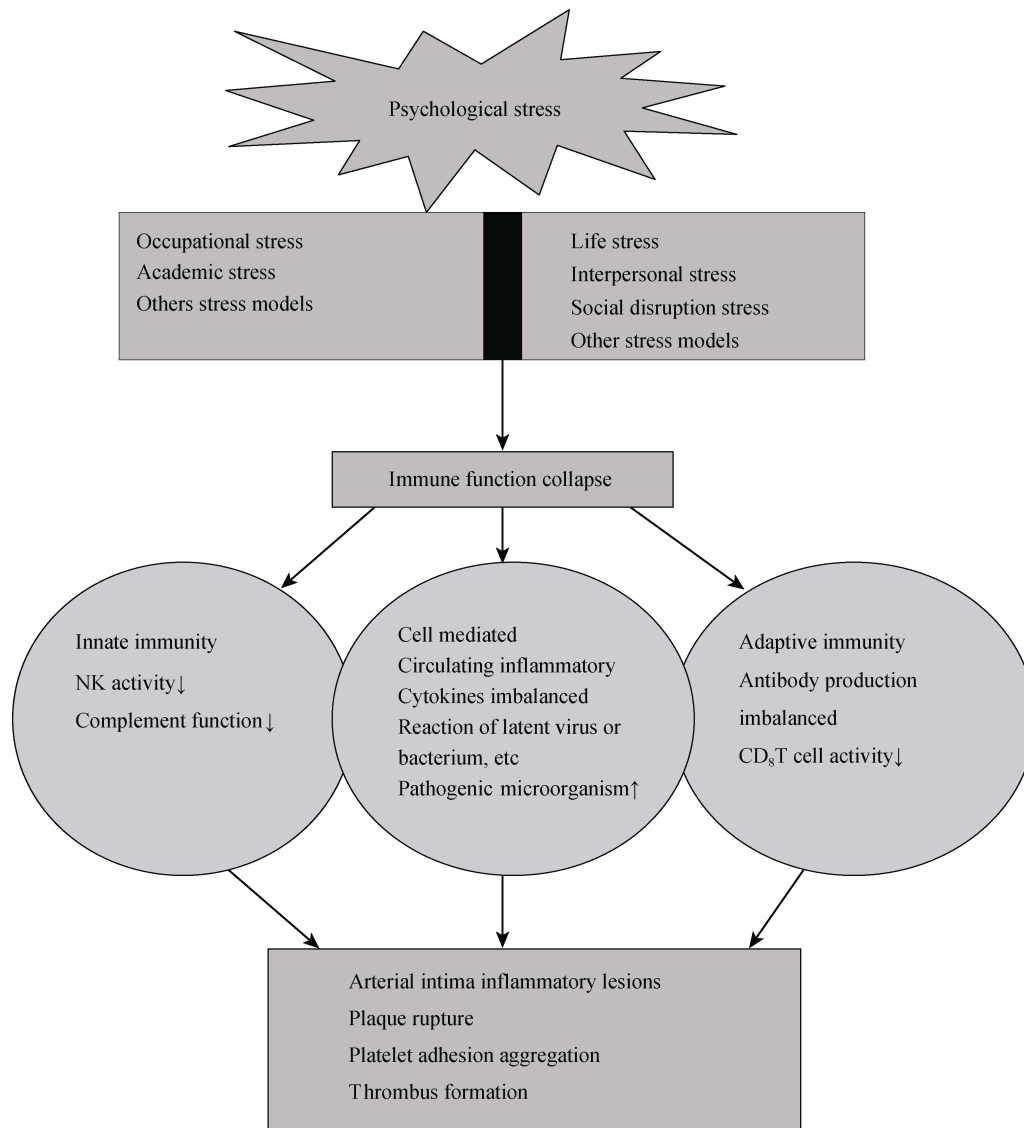 Psychological stress
Occupational stress
Academic stress
Others stress models
Life stress
Interpersonal stress
Social disruption stress
Other stress models
Immune function collapse
Innate immunity
NK activity↓
Complement function↓
Cell mediated
Circulating inflammatory
Cytokines imbalanced
Reaction of latent virus or
bacterium, etc
Pathogenic microorganism↑
Adaptive immunity
Antibody production
imbalanced
CD₈T cell activity↓
Arterial intima inflammatory lesions
Plaque rupture
Platelet adhesion aggregation
Thrombus formation